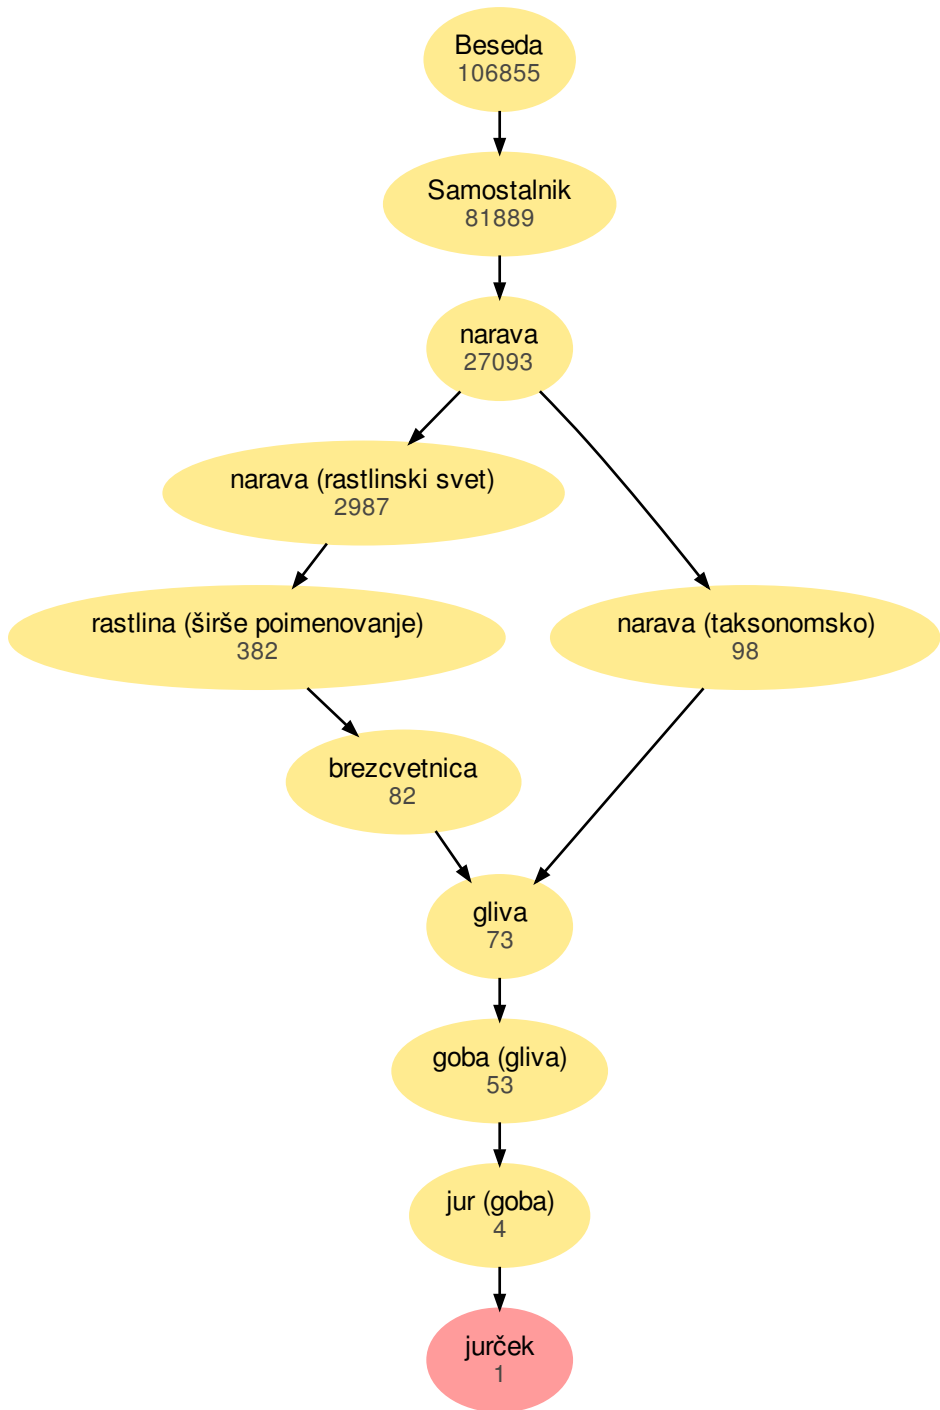 Beseda
106855
Samostalnik
81889
narava
27093
narava (rastlinski svet)
2987
rastlina (širše poimenovanje)
382
narava (taksonomsko)
98
brezcvetnica
82
gliva
73
goba (gliva)
53
jur (goba)
4
jurček
1